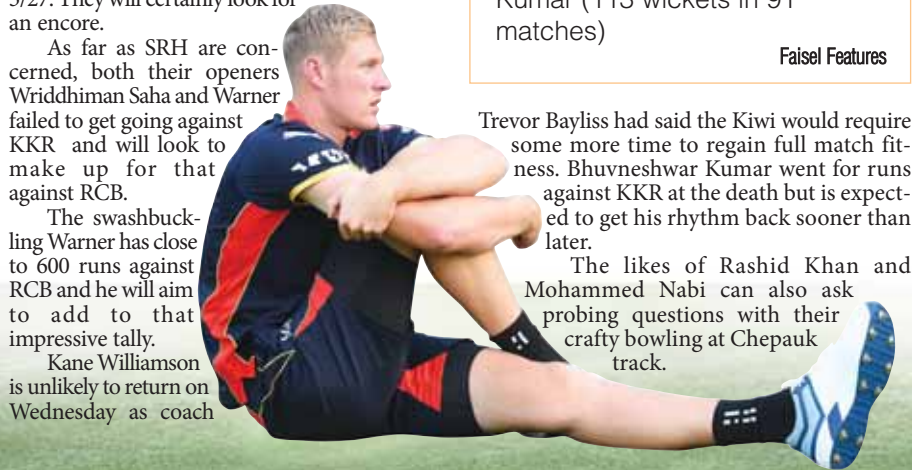 5/27. They will certainly look for
an encore.
As far as SRH are con-
cerned, both their openers
Wriddhiman Saha and Warner
failed to get going against
KKR and will look to
make up for that
against RCB.
The swashbuck-
ling Warner has close
to 600 runs against
RCB and he will aim
to add to that
impressive tally.
Kane Williamson
is unlikely to return on
Wednesday as coach
Kumar (113 wickets in 91
matches)
Faisel Features
Trevor Bayliss had said the Kiwi would require
some more time to regain full match fit-
ness. Bhuvneshwar Kumar went for runs
against KKR at the death but is expect-
ed to get his rhythm back sooner than
later.
The likes of Rashid Khan and
Mohammed Nabi can also ask
probing questions with their
crafty bowling at Chepauk
track.